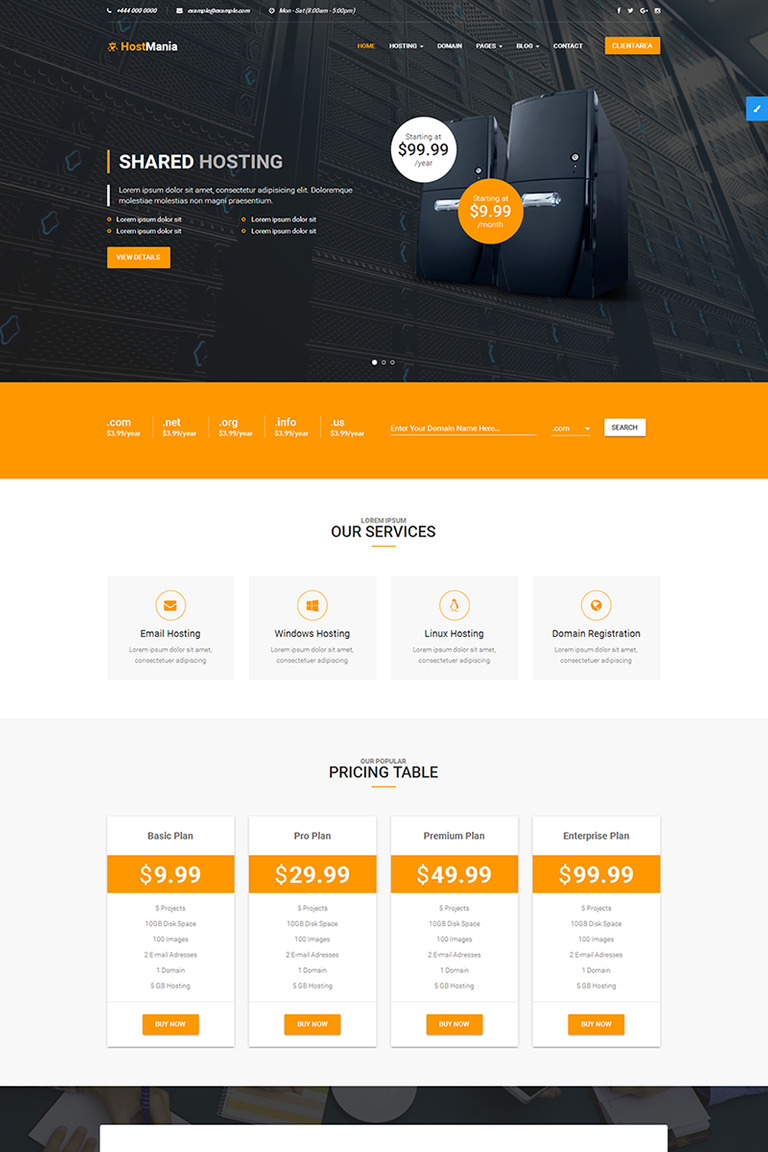 +444 000 0000 example@example.com Mon - Sat (8:00am - 5:00pm)
HostMania HOME HOSTING DOMAIN PAGES BLOG CONTACT CLIENTAREA
Starting at
$99.99
/year
SHARED HOSTING
Lorem ipsum dolor sit amet, consectetur adipisicing elit. Doloremque
molestiae molestias non magni praesentium.
Starting at
$9.99
/month
Lorem ipsum dolor sit Lorem ipsum dolor sit
Lorem ipsum dolor sit Lorem ipsum dolor sit
VIEW DETAILS
.com .net .org .info .us
$3.99/year $3.99/year $3.99/year $3.99/year $3.99/year
Enter Your Domain Name Here... .com SEARCH
LOREM IPSUM
OUR SERVICES
Email Hosting
Lorem ipsum dolor sit amet,
consectetuer adipiscing
Windows Hosting
Lorem ipsum dolor sit amet,
consectetuer adipiscing
Linux Hosting
Lorem ipsum dolor sit amet,
consectetuer adipiscing
Domain Registration
Lorem ipsum dolor sit amet,
consectetuer adipiscing
OUR POPULAR
PRICING TABLE
Basic Plan
$9.99
5 Projects
10GB Disk Space
100 Images
2 E-mail Adresses
1 Domain
5 GB Hosting
BUY NOW
Pro Plan
$29.99
5 Projects
10GB Disk Space
100 Images
2 E-mail Adresses
1 Domain
5 GB Hosting
BUY NOW
Premium Plan
$49.99
5 Projects
10GB Disk Space
100 Images
2 E-mail Adresses
1 Domain
5 GB Hosting
BUY NOW
Enterprise Plan
$99.99
5 Projects
10GB Disk Space
100 Images
2 E-mail Adresses
1 Domain
5 GB Hosting
BUY NOW